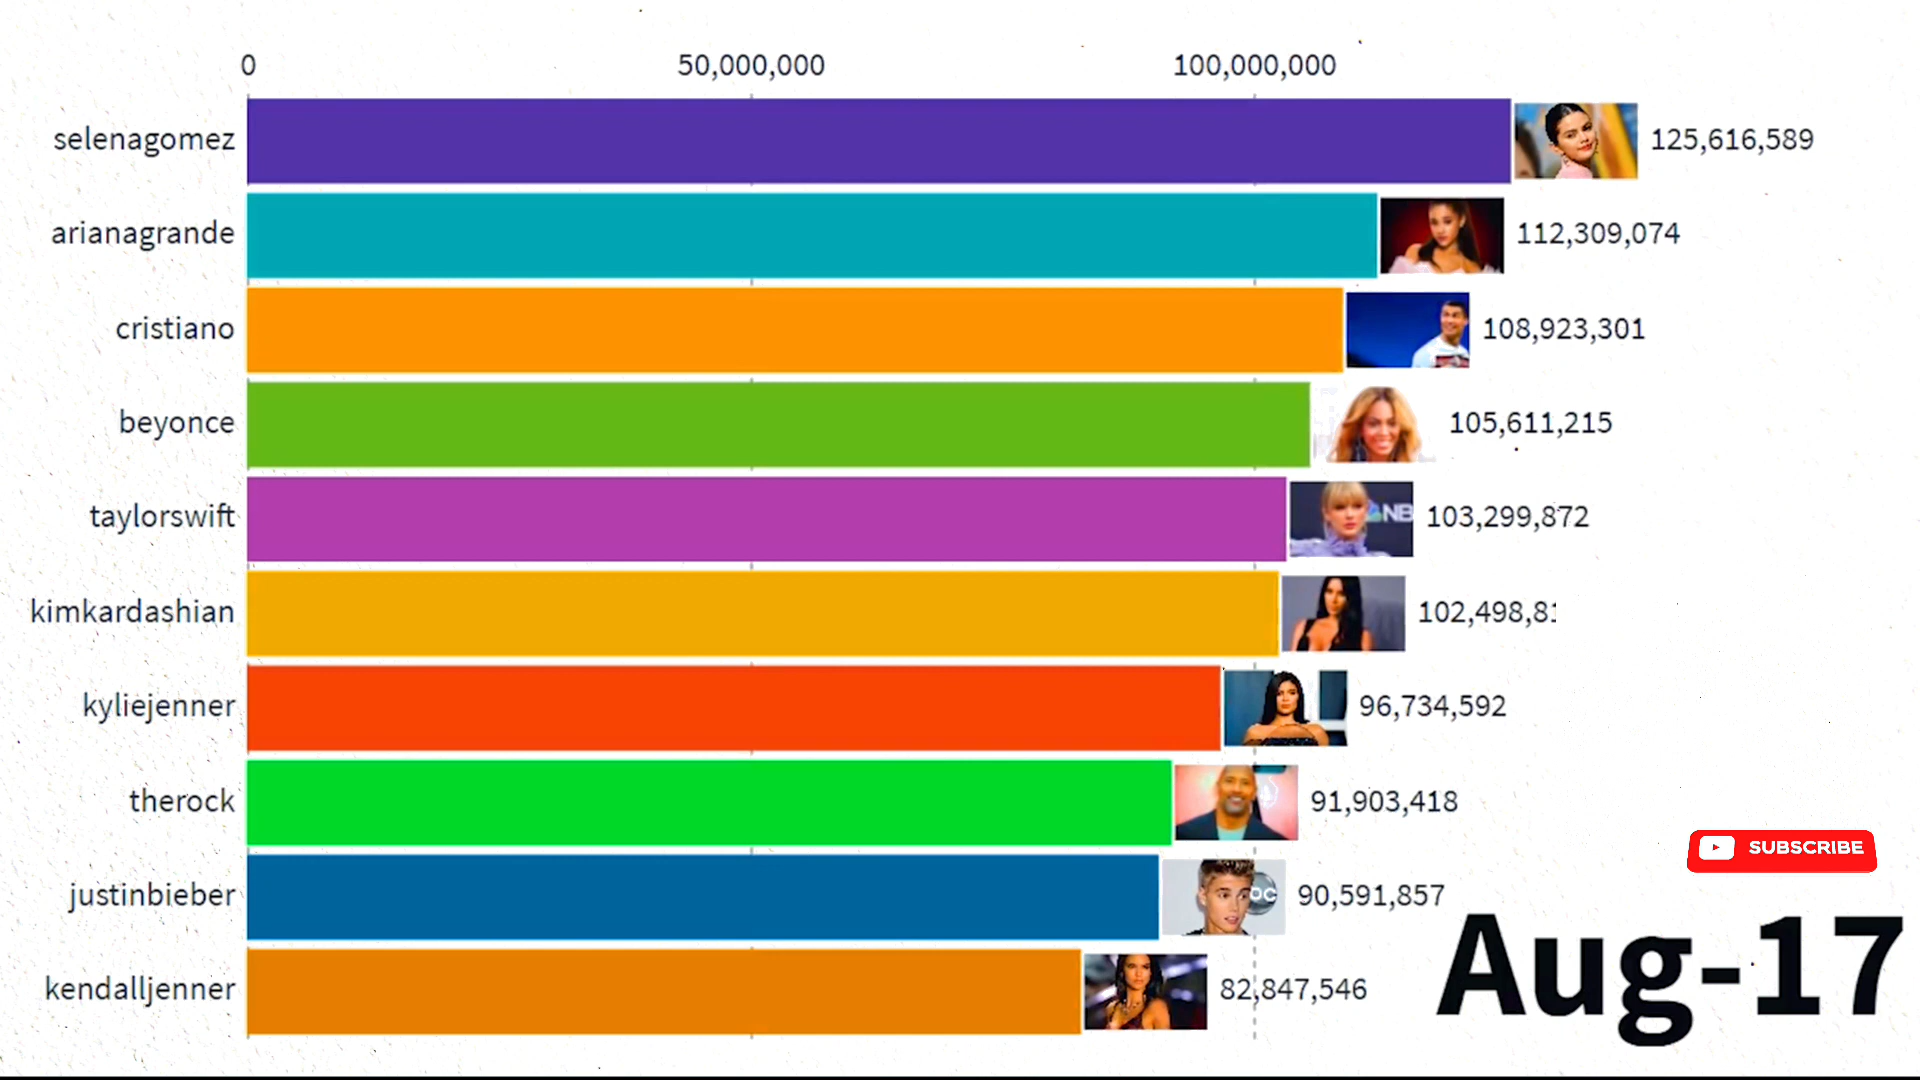 0 50,000,000 100,000,000
selenagomez 125,616,589
arianagrande 112,309,074
cristiano 108,923,301
beyonce 105,611,215
taylorswift NB 103,299,872
kimkardashian
kyliejenner 96,734,592
therock 91,903,418
SUBSCRIBE
justinbieber 90,591,857
kendalljenner 82,847,546
Aug-17